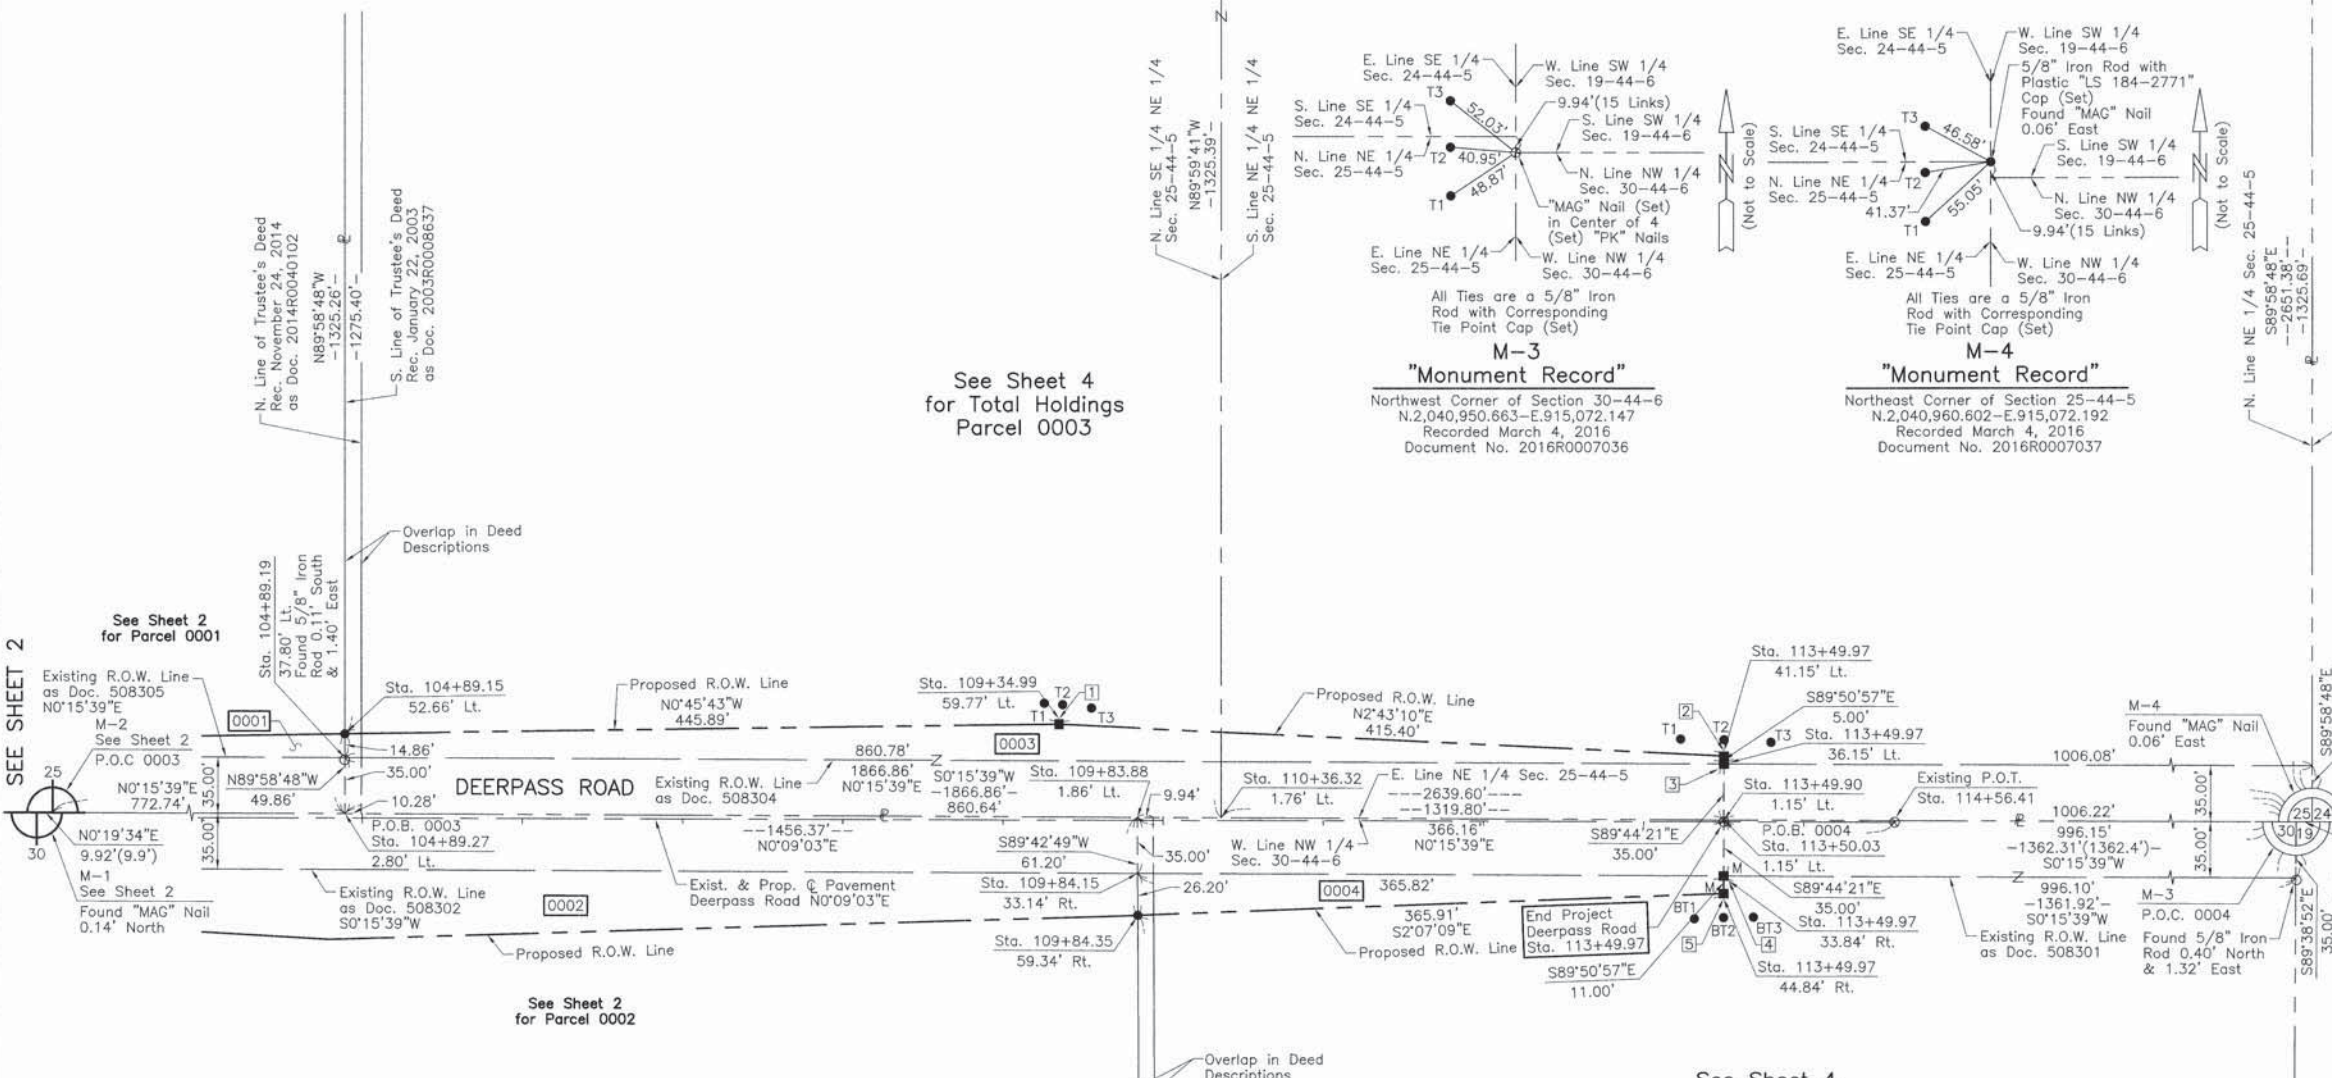 SEE SHEET 2
See Sheet 2
for Parcel 0001
Existing R.O.W. Line
as Doc. 508305
N0°15'39"E
M-2
See Sheet 2
P.O.C 0003
25
30
N0°15'39"E
772.74'
N0°19'34"E
9.92'(9.9')
M-1
See Sheet 2
Found "MAG" Nail
0.14' North
0001
35.00'
35.00'
N89°58'48"W
49.86'
N. Line of Trustee's Deed
Rec. November 24, 2014
as Doc. 2014R0040102
N89°58'48"W
-1325.26'-
-1275.40'-
S. Line of Trustee's Deed
Rec. January 22, 2003
as Doc. 2003R0008637
Overlap in Deed
Descriptions
Sta. 104+89.19
37.80' Lt.
Found 5/8" Iron
Rod 0.11' South
& 1.40' East
Sta. 104+89.15
52.66' Lt.
14.86'
35.00'
10.28'
P.O.B. 0003
Sta. 104+89.27
2.80' Lt.
DEERPASS ROAD
Proposed R.O.W. Line
N0°45'43"W
445.89'
Existing R.O.W. Line
as Doc. 508304
Existing R.O.W. Line
as Doc. 508302
S0°15'39"W
0002
Proposed R.O.W. Line
See Sheet 2
for Parcel 0002
Exist. & Prop. ℄ Pavement
Deerpass Road N0°09'03"E
---1456.37'---
N0°09'03"E
860.78'
1866.86'
N0°15'39"E
S0°15'39"W
-1866.86'-
860.64'
Sta. 109+34.99
59.77' Lt.
T1
T2
1
T3
0003
Sta. 109+83.88
1.86' Lt.
9.94'
S89°42'49"W
61.20'
35.00'
Sta. 109+84.15
33.14' Rt.
26.20'
Sta. 109+84.35
59.34' Rt.
Overlap in Deed
Descriptions
See Sheet 4
for Total Holdings
Parcel 0003
N. Line SE 1/4 NE 1/4
Sec. 25-44-5
N89°59'41"W
-1325.39'-
S. Line NE 1/4 NE 1/4
Sec. 25-44-5
Sta. 110+36.32
1.76' Lt.
E. Line NE 1/4 Sec. 25-44-5
---2639.60'---
---1319.80'---
366.16'
N0°15'39"E
W. Line NW 1/4
Sec. 30-44-6
0004
365.82'
365.91'
S2°07'09"E
Proposed R.O.W. Line
Proposed R.O.W. Line
N2°43'10"E
415.40'
Sta. 113+49.97
41.15' Lt.
S89°50'57"E
5.00'
Sta. 113+49.97
36.15' Lt.
2
T1
T2
T3
3
Sta. 113+49.90
1.15' Lt.
P.O.B. 0004
Sta. 113+50.03
1.15' Lt.
S89°44'21"E
35.00'
S89°44'21"E
35.00'
M
M
Sta. 113+49.97
33.84' Rt.
Sta. 113+49.97
44.84' Rt.
BT1
BT2
BT3
5
4
End Project
Deerpass Road
Sta. 113+49.97
S89°50'57"E
11.00'
See Sheet 4
Existing P.O.T.
Sta. 114+56.41
1006.08'
1006.22'
996.15'
-1362.31'(1362.4')-
S0°15'39"W
996.10'
-1361.92'-
S0°15'39"W
Existing R.O.W. Line
as Doc. 508301
35.00'
35.00'
M-4
Found "MAG" Nail
0.06' East
25
24
30
19
M-3
P.O.C. 0004
Found 5/8" Iron
Rod 0.40' North
& 1.32' East
S89°38'52"E
35.00'
S89°58'48"E
N. Line NE 1/4 Sec. 25-44-5
S89°58'48"E
--2651.38'--
-1325.69'-
E. Line SE 1/4
Sec. 24-44-5
W. Line SW 1/4
Sec. 19-44-6
T3
52.03'
9.94'(15 Links)
S. Line SE 1/4
Sec. 24-44-5
S. Line SW 1/4
Sec. 19-44-6
N. Line NE 1/4
Sec. 25-44-5
T2
40.95'
48.87'
T1
N. Line NW 1/4
Sec. 30-44-6
"MAG" Nail (Set)
in Center of 4
(Set) "PK" Nails
E. Line NE 1/4
Sec. 25-44-5
W. Line NW 1/4
Sec. 30-44-6
N
(Not to Scale)
All Ties are a 5/8" Iron
Rod with Corresponding
Tie Point Cap (Set)
M-3
"Monument Record"
Northwest Corner of Section 30-44-6
N.2,040,950.663-E.915,072.147
Recorded March 4, 2016
Document No. 2016R0007036
E. Line SE 1/4
Sec. 24-44-5
W. Line SW 1/4
Sec. 19-44-6
5/8" Iron Rod with
Plastic "LS 184-2771"
Cap (Set)
Found "MAG" Nail
0.06' East
T3
46.58'
S. Line SE 1/4
Sec. 24-44-5
S. Line SW 1/4
Sec. 19-44-6
N. Line NE 1/4
Sec. 25-44-5
T2
41.37'
55.05'
T1
N. Line NW 1/4
Sec. 30-44-6
9.94'(15 Links)
E. Line NE 1/4
Sec. 25-44-5
W. Line NW 1/4
Sec. 30-44-6
N
(Not to Scale)
All Ties are a 5/8" Iron
Rod with Corresponding
Tie Point Cap (Set)
M-4
"Monument Record"
Northeast Corner of Section 25-44-5
N.2,040,960.602-E.915,072.192
Recorded March 4, 2016
Document No. 2016R0007037